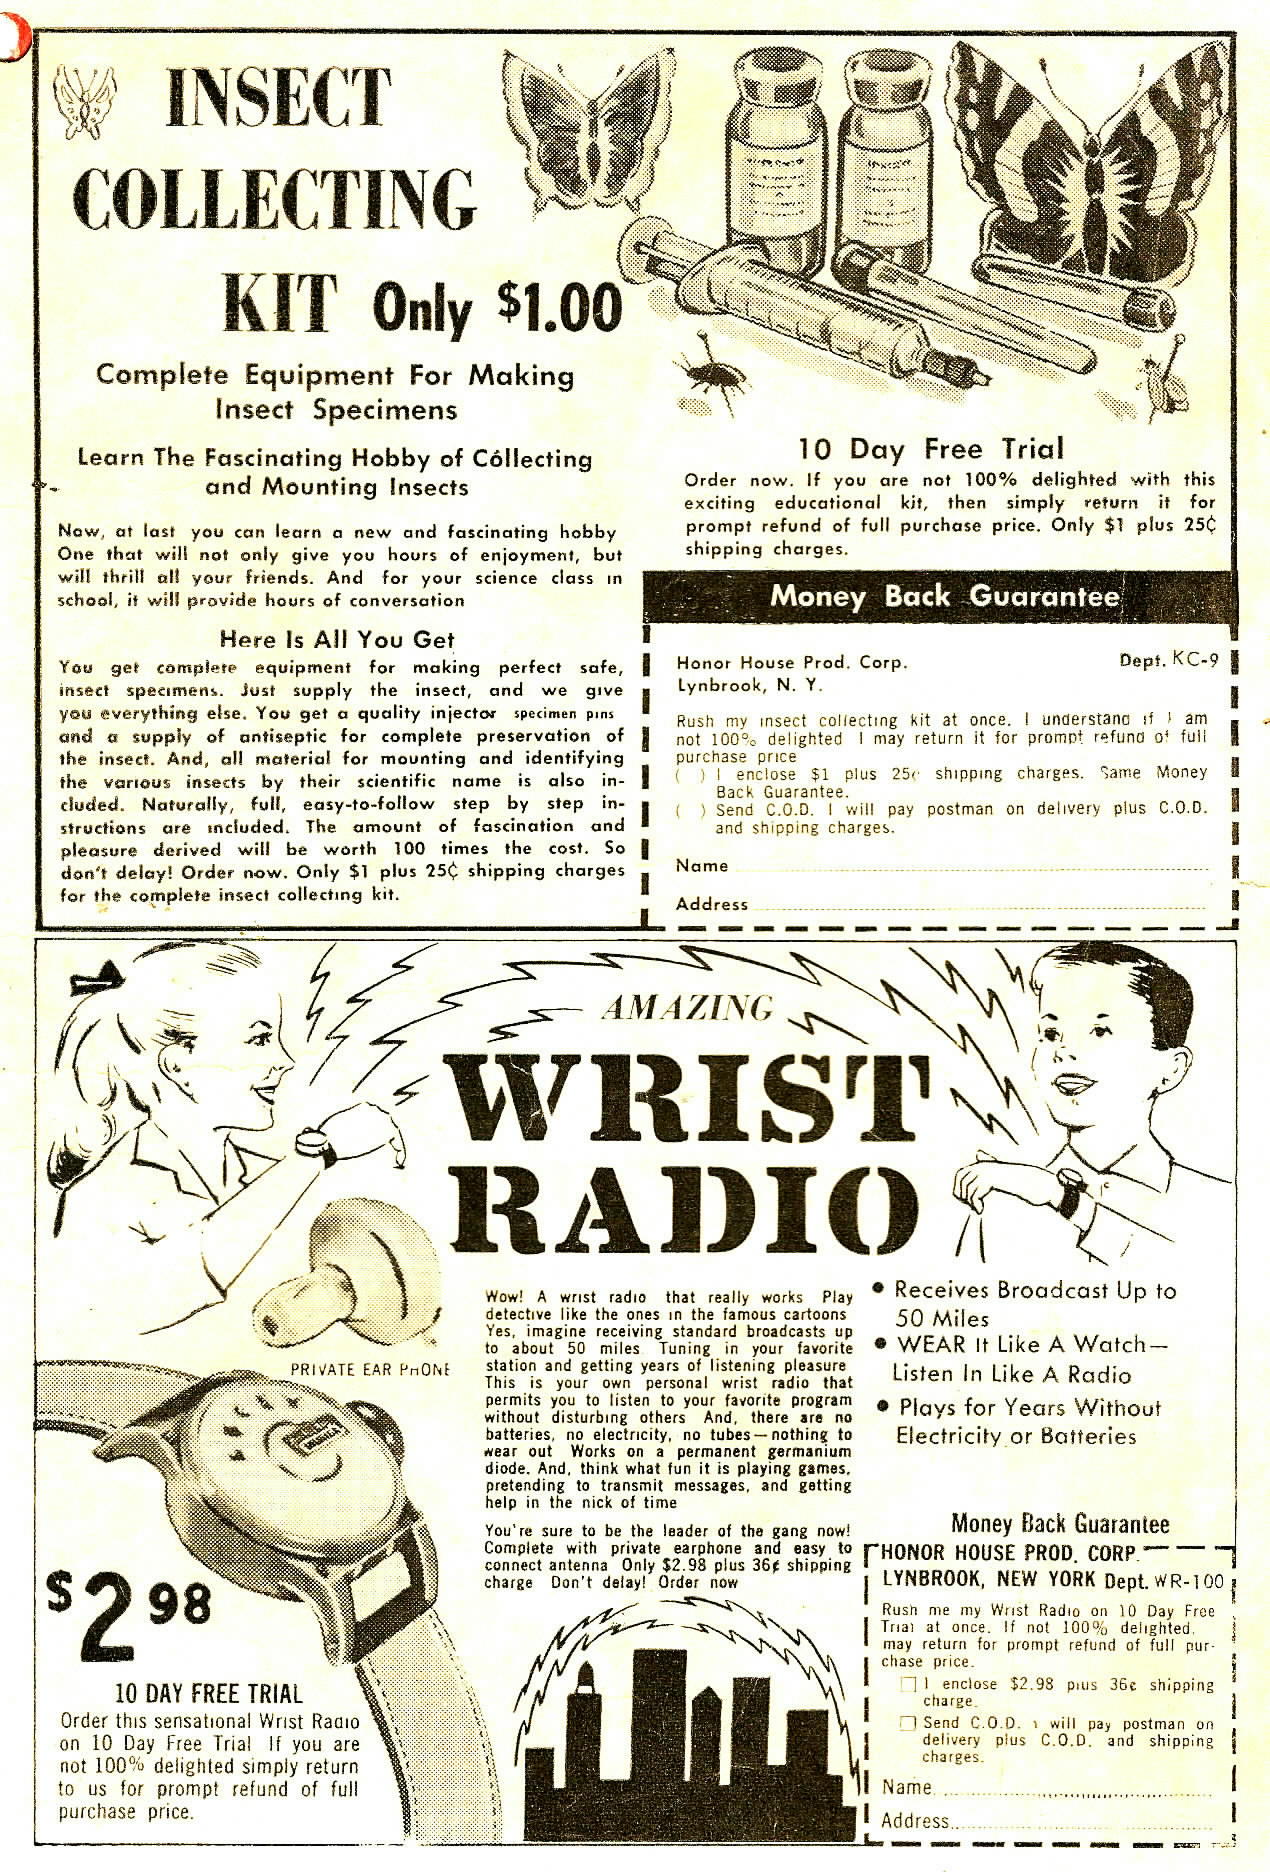 INSECT
COLLECTING
KIT Only $1.00
Complete Equipment For Making
Insect Specimens
Learn The Fascinating Hobby of Collecting
and Mounting Insects
Now, at last you can learn a new and fascinating hobby
One that will not only give you hours of enjoyment, but
will thrill all your friends. And for your science class in
school, it will provide hours of conversation
Here Is All You Get
You get complete equipment for making perfect safe,
insect specimens. Just supply the insect, and we give
you everything else. You get a quality injector specimen pins
and a supply of antiseptic for complete preservation of
the insect. And, all material for mounting and identifying
the various insects by their scientific name is also in-
cluded. Naturally, full, easy-to-follow step by step in-
structions are included. The amount of fascination and
pleasure derived will be worth 100 times the cost. So
don't delay! Order now. Only $1 plus 25¢ shipping charges
for the complete insect collecting kit.
10 Day Free Trial
Order now. If you are not 100% delighted with this
exciting educational kit, then simply return it for
prompt refund of full purchase price. Only $1 plus 25¢
shipping charges.
Money Back Guarantee
Honor House Prod. Corp. Dept. KC-9
Lynbrook, N. Y.
Rush my insect collecting kit at once. I understand if I am
not 100% delighted I may return it for prompt refund of full
purchase price
( ) I enclose $1 plus 25¢ shipping charges. Same Money
Back Guarantee.
( ) Send C.O.D. I will pay postman on delivery plus C.O.D.
and shipping charges.
Name
Address
AMAZING
WRIST
RADIO
PRIVATE EAR PHONE
Wow! A wrist radio that really works Play
detective like the ones in the famous cartoons
Yes, imagine receiving standard broadcasts up
to about 50 miles Tuning in your favorite
station and getting years of listening pleasure
This is your own personal wrist radio that
permits you to listen to your favorite program
without disturbing others And, there are no
batteries, no electricity, no tubes—nothing to
wear out Works on a permanent germanium
diode. And, think what fun it is playing games,
pretending to transmit messages, and getting
help in the nick of time
You're sure to be the leader of the gang now!
Complete with private earphone and easy to
connect antenna Only $2.98 plus 36¢ shipping
charge Don't delay! Order now
• Receives Broadcast Up to
50 Miles
• WEAR It Like A Watch—
Listen In Like A Radio
• Plays for Years Without
Electricity or Batteries
$2.98
10 DAY FREE TRIAL
Order this sensational Wrist Radio
on 10 Day Free Trial If you are
not 100% delighted simply return
to us for prompt refund of full
purchase price.
Money Back Guarantee
HONOR HOUSE PROD. CORP.
LYNBROOK, NEW YORK Dept. WR-100
Rush me my Wrist Radio on 10 Day Free
Trial at once. If not 100% delighted.
may return for prompt refund of full pur-
chase price.
I enclose $2.98 plus 36¢ shipping
charge.
Send C.O.D. I will pay postman on
delivery plus C.O.D. and shipping
charges.
Name
Address